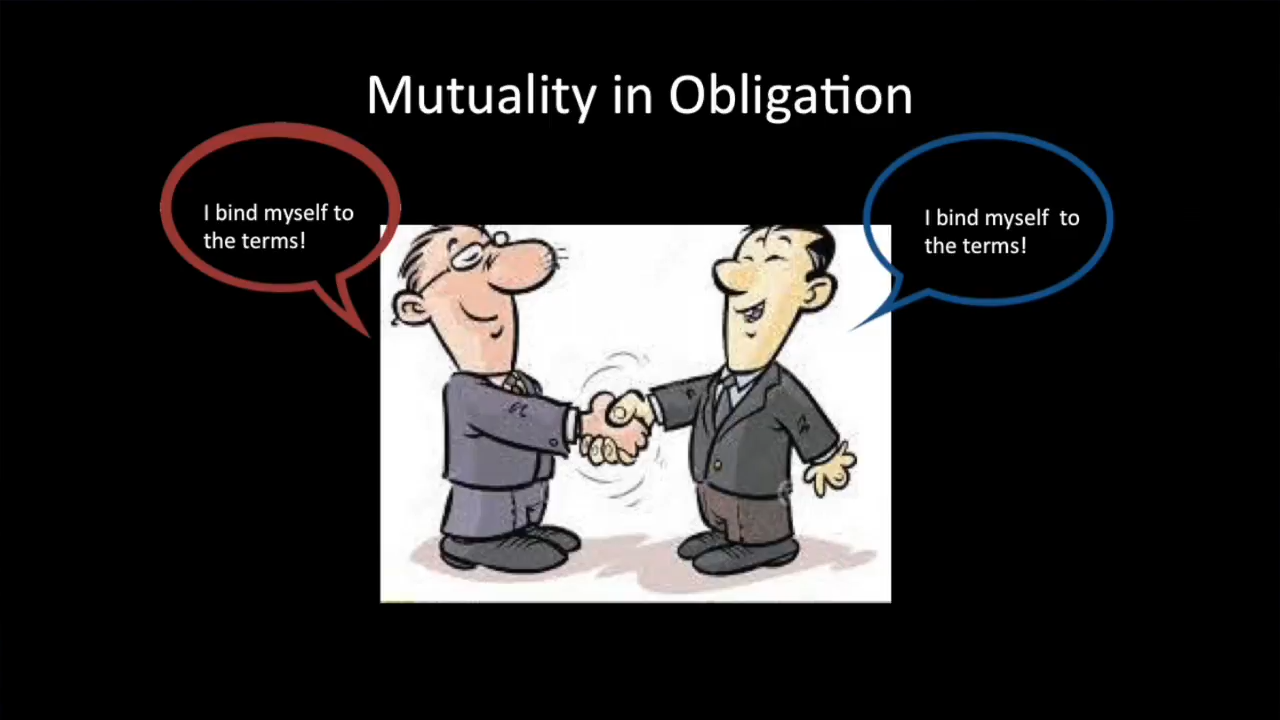 Mutuality in Obligation
I bind myself to
the terms!
I bind myself to
the terms!